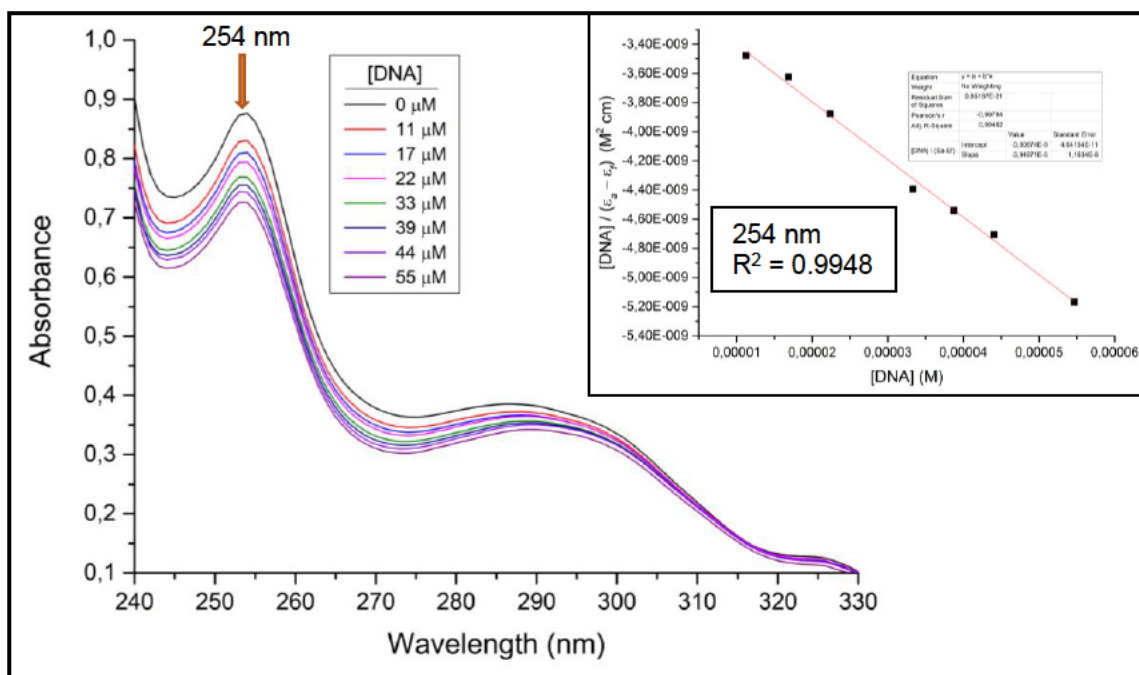 254 nm
[DNA]
0 μM
11 μM
17 μM
22 μM
33 μM
39 μM
44 μM
55 μM
1,0
0,9
0,8
0,7
0,6
0,5
0,4
0,3
0,2
0,1
Absorbance
240 250 260 270 280 290 300 310 320 330
Wavelength (nm)
-3,40E-009
-3,60E-009
-3,80E-009
-4,00E-009
-4,20E-009
-4,40E-009
-4,60E-009
-4,80E-009
-5,00E-009
-5,20E-009
-5,40E-009
[DNA] / (εa – εf) (M² cm)
Equation y = a + b*x
Weight No Weighting
Residual Sum
of Squares
Pearson's r
Adj. R-Square
Value Standard Error
Intercept
Slope
254 nm
R² = 0.9948
0,00001 0,00002 0,00003 0,00004 0,00005 0,00006
[DNA] (M)